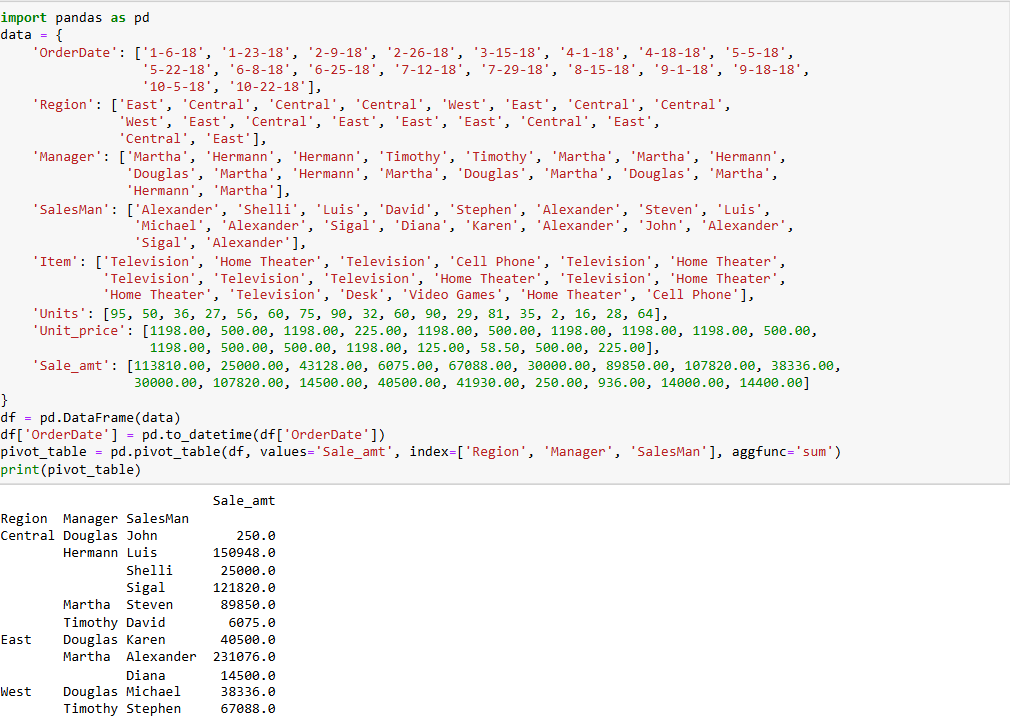 import pandas as pd
data = {
    'OrderDate': ['1-6-18', '1-23-18', '2-9-18', '2-26-18', '3-15-18', '4-1-18', '4-18-18', '5-5-18',
                  '5-22-18', '6-8-18', '6-25-18', '7-12-18', '7-29-18', '8-15-18', '9-1-18', '9-18-18',
                  '10-5-18', '10-22-18'],
    'Region': ['East', 'Central', 'Central', 'Central', 'West', 'East', 'Central', 'Central',
               'West', 'East', 'Central', 'East', 'East', 'East', 'Central', 'East',
               'Central', 'East'],
    'Manager': ['Martha', 'Hermann', 'Hermann', 'Timothy', 'Timothy', 'Martha', 'Martha', 'Hermann',
                'Douglas', 'Martha', 'Hermann', 'Martha', 'Douglas', 'Martha', 'Douglas', 'Martha',
                'Hermann', 'Martha'],
    'SalesMan': ['Alexander', 'Shelli', 'Luis', 'David', 'Stephen', 'Alexander', 'Steven', 'Luis',
                 'Michael', 'Alexander', 'Sigal', 'Diana', 'Karen', 'Alexander', 'John', 'Alexander',
                 'Sigal', 'Alexander'],
    'Item': ['Television', 'Home Theater', 'Television', 'Cell Phone', 'Television', 'Home Theater',
             'Television', 'Television', 'Television', 'Home Theater', 'Television', 'Home Theater',
             'Home Theater', 'Television', 'Desk', 'Video Games', 'Home Theater', 'Cell Phone'],
    'Units': [95, 50, 36, 27, 56, 60, 75, 90, 32, 60, 90, 29, 81, 35, 2, 16, 28, 64],
    'Unit_price': [1198.00, 500.00, 1198.00, 225.00, 1198.00, 500.00, 1198.00, 1198.00, 1198.00, 500.00,
                   1198.00, 500.00, 500.00, 1198.00, 125.00, 58.50, 500.00, 225.00],
    'Sale_amt': [113810.00, 25000.00, 43128.00, 6075.00, 67088.00, 30000.00, 89850.00, 107820.00, 38336.00,
                 30000.00, 107820.00, 14500.00, 40500.00, 41930.00, 250.00, 936.00, 14000.00, 14400.00]
}
df = pd.DataFrame(data)
df['OrderDate'] = pd.to_datetime(df['OrderDate'])
pivot_table = pd.pivot_table(df, values='Sale_amt', index=['Region', 'Manager', 'SalesMan'], aggfunc='sum')
print(pivot_table)
                           Sale_amt
Region  Manager SalesMan
Central Douglas John          250.0
        Hermann Luis       150948.0
                Shelli      25000.0
                Sigal      121820.0
        Martha  Steven      89850.0
        Timothy David        6075.0
East    Douglas Karen       40500.0
        Martha  Alexander  231076.0
                Diana       14500.0
West    Douglas Michael     38336.0
        Timothy Stephen     67088.0